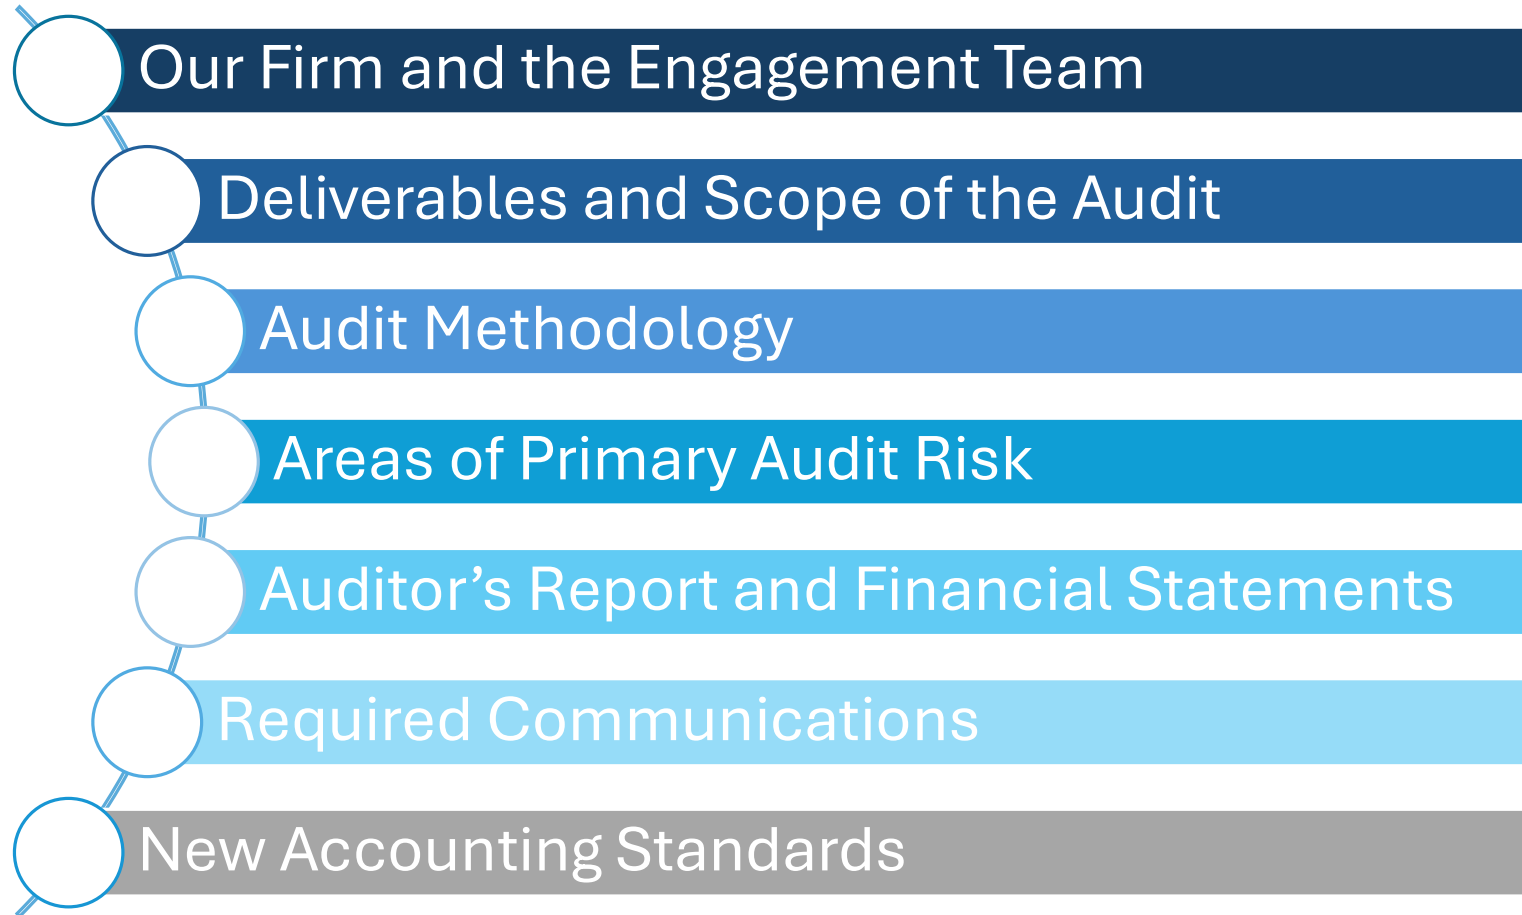 Our Firm and the Engagement Team
Deliverables and Scope of the Audit
Audit Methodology
Areas of Primary Audit Risk
Auditor’s Report and Financial Statements
Required Communications
New Accounting Standards